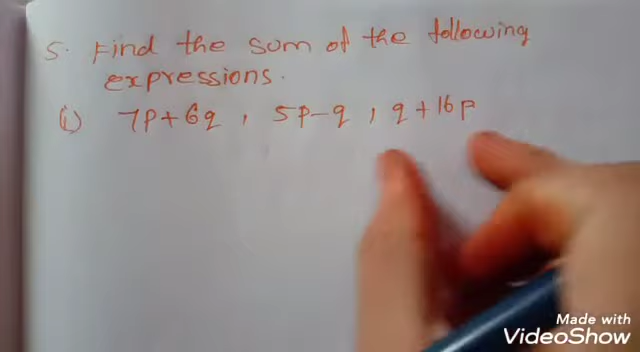 5. Find the sum of the following
expressions.
(i) 7p+6q , 5p-q , q+16p
Made with
VideoShow